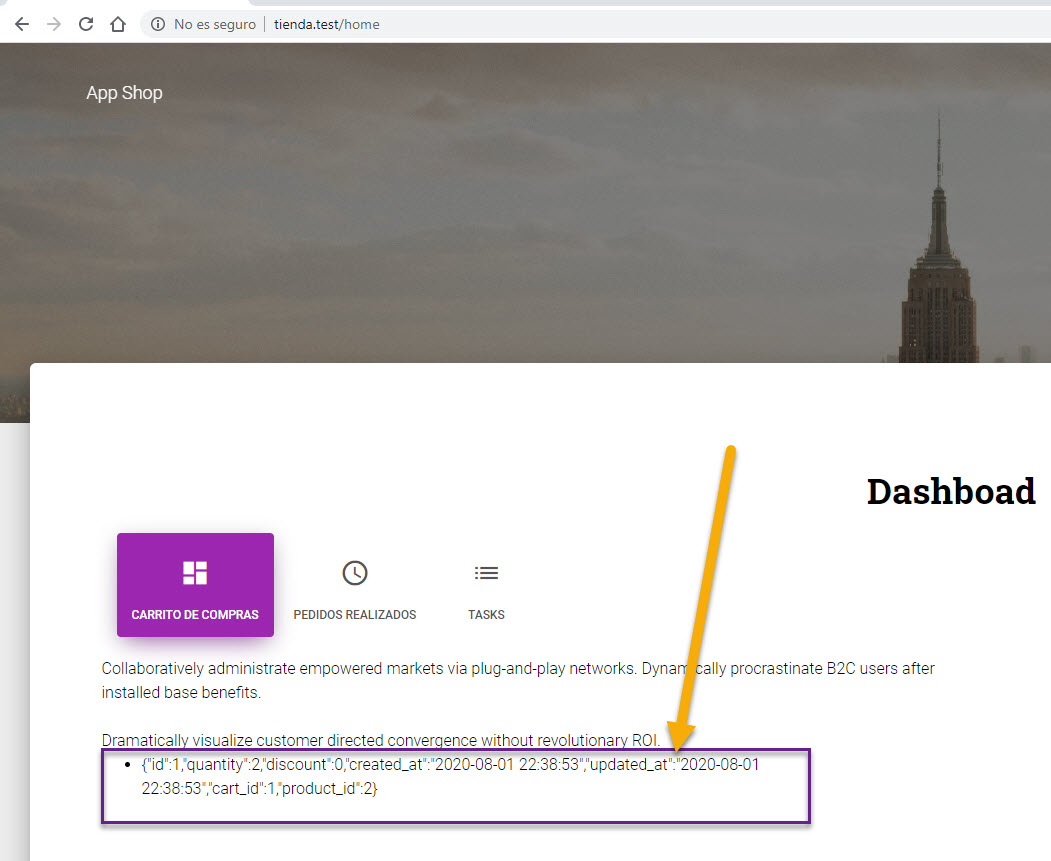 No es seguro | tienda.test/home
App Shop
Dashboad
CARRITO DE COMPRAS
PEDIDOS REALIZADOS
TASKS
Collaboratively administrate empowered markets via plug-and-play networks. Dynamically procrastinate B2C users after
installed base benefits.
Dramatically visualize customer directed convergence without revolutionary ROI.
• {"id":1,"quantity":2,"discount":0,"created_at":"2020-08-01 22:38:53","updated_at":"2020-08-01
22:38:53","cart_id":1,"product_id":2}